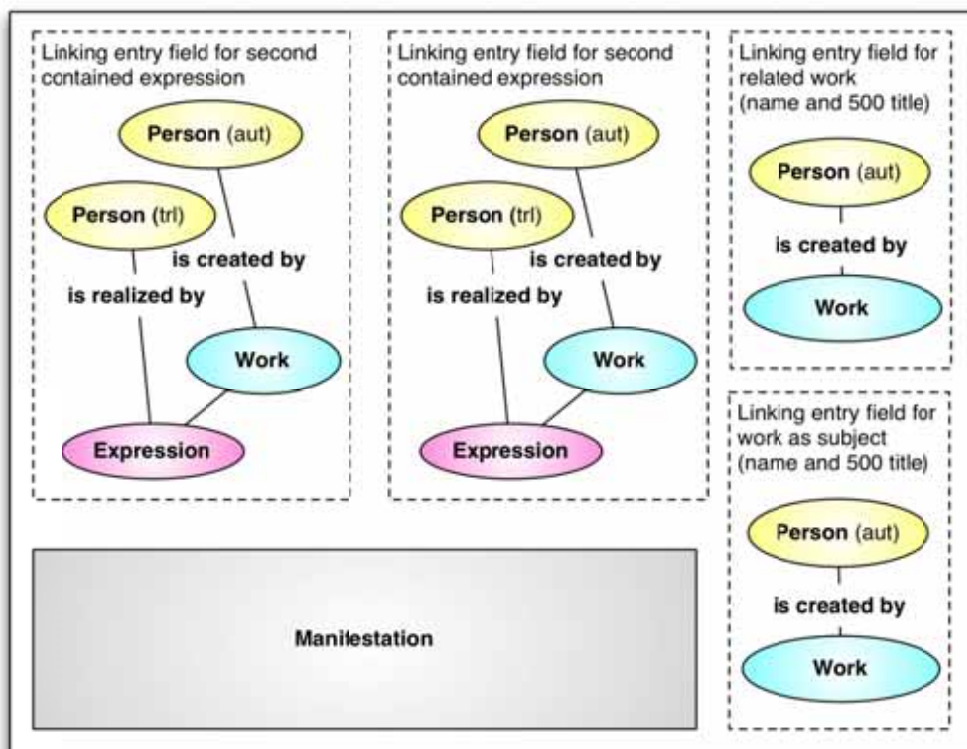 Linking entry field for second
contained expression
Person (aut)
Person (trl)
is created by
is realized by
Work
Expression
Linking entry field for second
contained expression
Person (aut)
Person (trl)
is created by
is realized by
Work
Expression
Linking entry field for
related work
(name and 500 title)
Person (aut)
is created by
Work
Linking entry field for
work as subject
(name and 500 title)
Person (aut)
is created by
Work
Manifestation